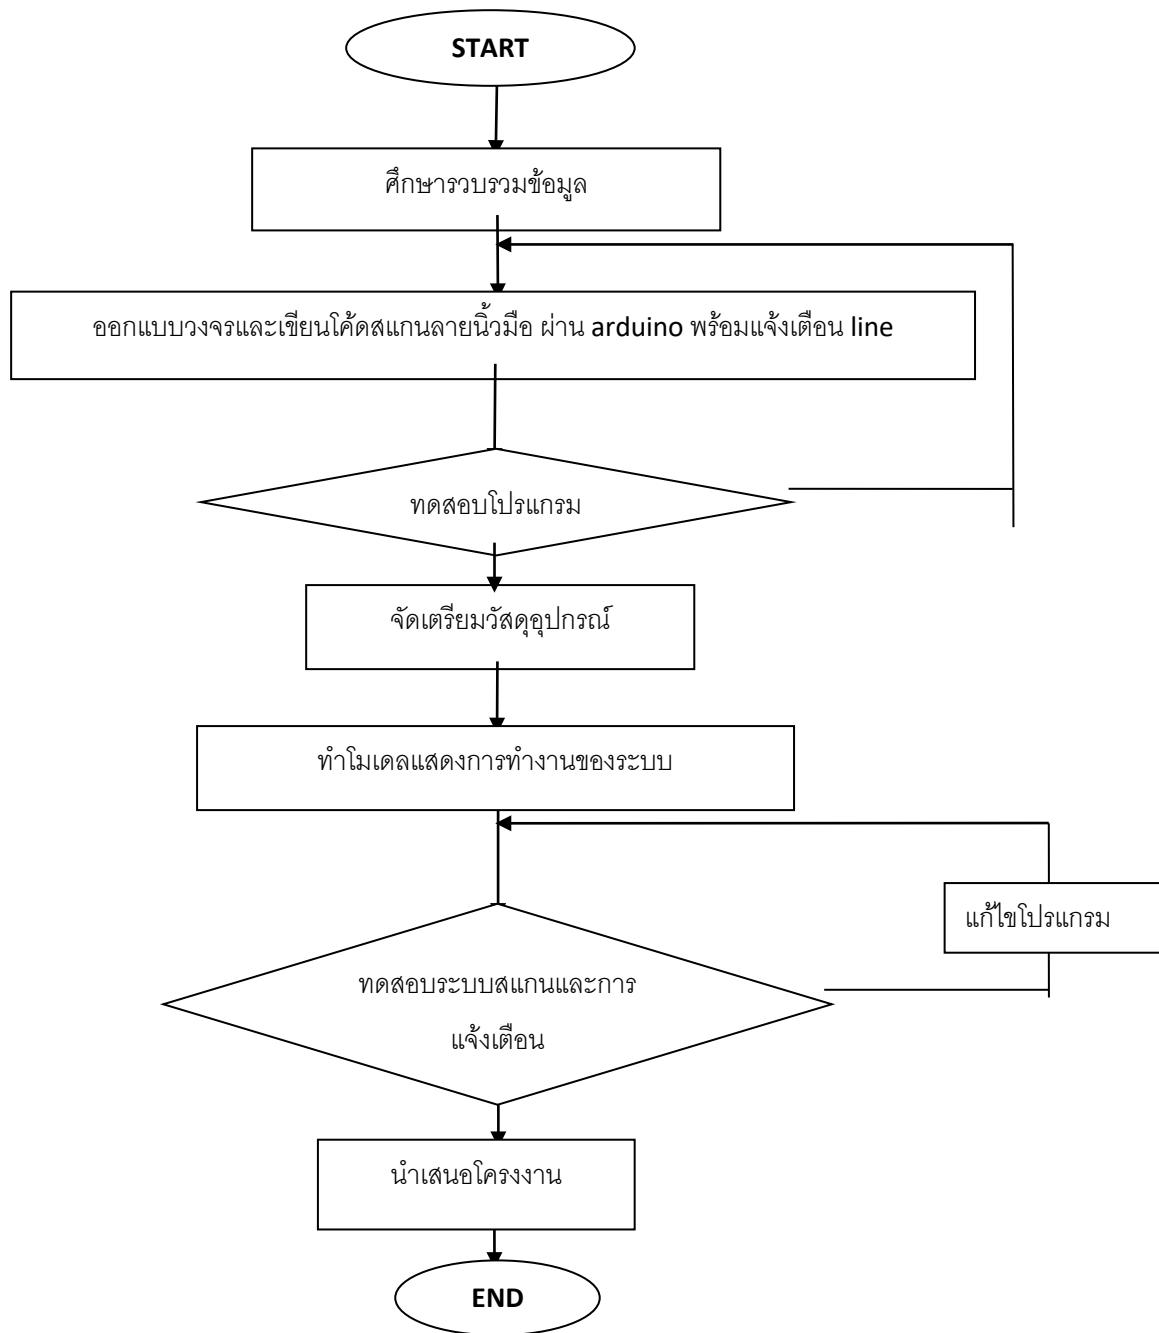 START
ศึกษารวบรวมข้อมูล
ออกแบบวงจรและเขียนโค้ดสแกนลายนิ้วมือ ผ่าน arduino พร้อมแจ้งเตือน line
ทดสอบโปรแกรม
จัดเตรียมวัสดุอุปกรณ์
ทำโมเดลแสดงการทำงานของระบบ
แก้ไขโปรแกรม
ทดสอบระบบสแกนและการ
แจ้งเตือน
นำเสนอโครงงาน
END